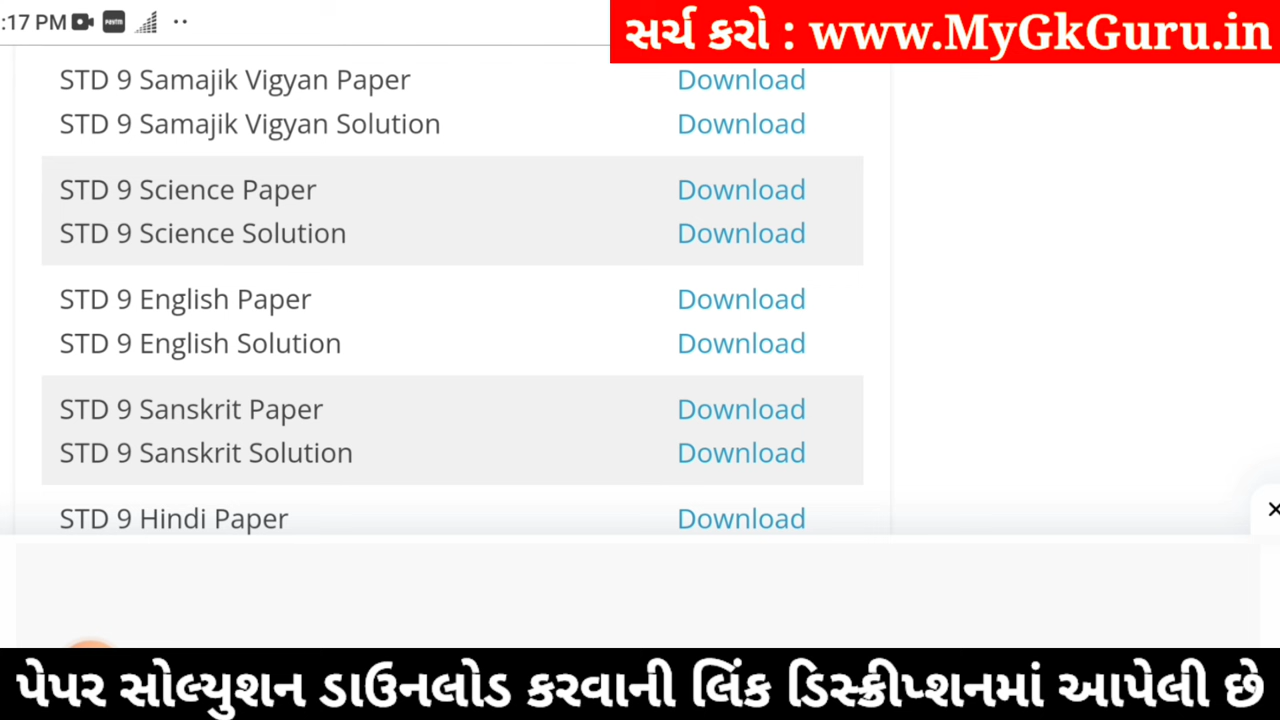 :17 PM
સર્ચ કરો : www.MyGkGuru.in
STD 9 Samajik Vigyan Paper Download
STD 9 Samajik Vigyan Solution Download
STD 9 Science Paper Download
STD 9 Science Solution Download
STD 9 English Paper Download
STD 9 English Solution Download
STD 9 Sanskrit Paper Download
STD 9 Sanskrit Solution Download
STD 9 Hindi Paper Download
પેપર સોલ્યુશન ડાઉનલોડ કરવાની લિંક ડિસ્ક્રીપ્શનમાં આપેલી છે